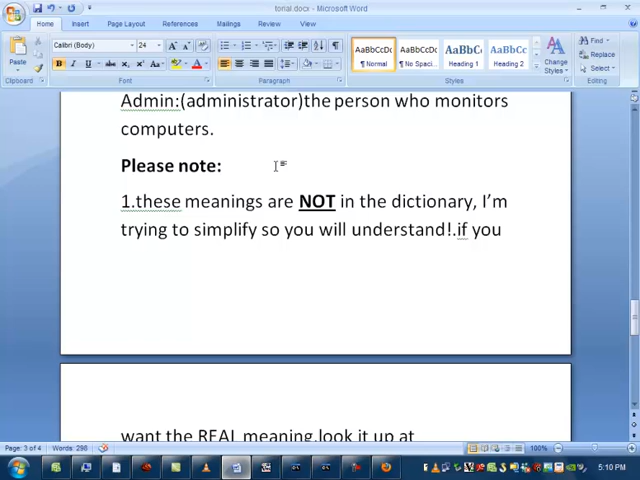 torial.docx - Microsoft Word
Home Insert Page Layout References Mailings Review View
Calibri (Body) 24
Find
Replace
Select
Paste
B I U abc
AaBbCcDc AaBbCcDc AaBbC AaBbCc
¶ Normal ¶ No Spaci... Heading 1 Heading 2
Change
Styles
Clipboard Font Paragraph Styles Editing
Admin:(administrator)the person who monitors
computers.
Please note:
1.these meanings are NOT in the dictionary, I'm
trying to simplify so you will understand!.if you
want the REAL meaning,look it up at
Page: 3 of 4 Words: 298 100%
5:10 PM